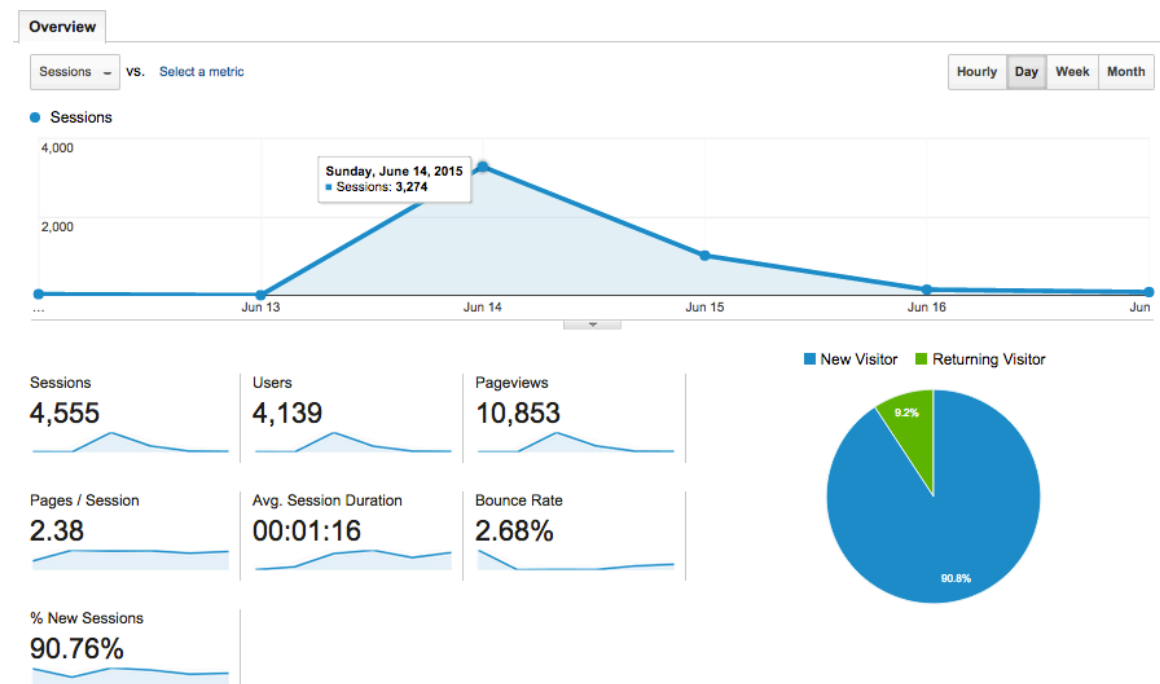 Overview
Sessions vs. Select a metric
Hourly Day Week Month
Sessions
4,000
Sunday, June 14, 2015
Sessions: 3,274
2,000
... Jun 13 Jun 14 Jun 15 Jun 16 Jun
New Visitor Returning Visitor
Sessions Users Pageviews
4,555 4,139 10,853
9.2%
Pages / Session Avg. Session Duration Bounce Rate
2.38 00:01:16 2.68%
90.8%
% New Sessions
90.76%